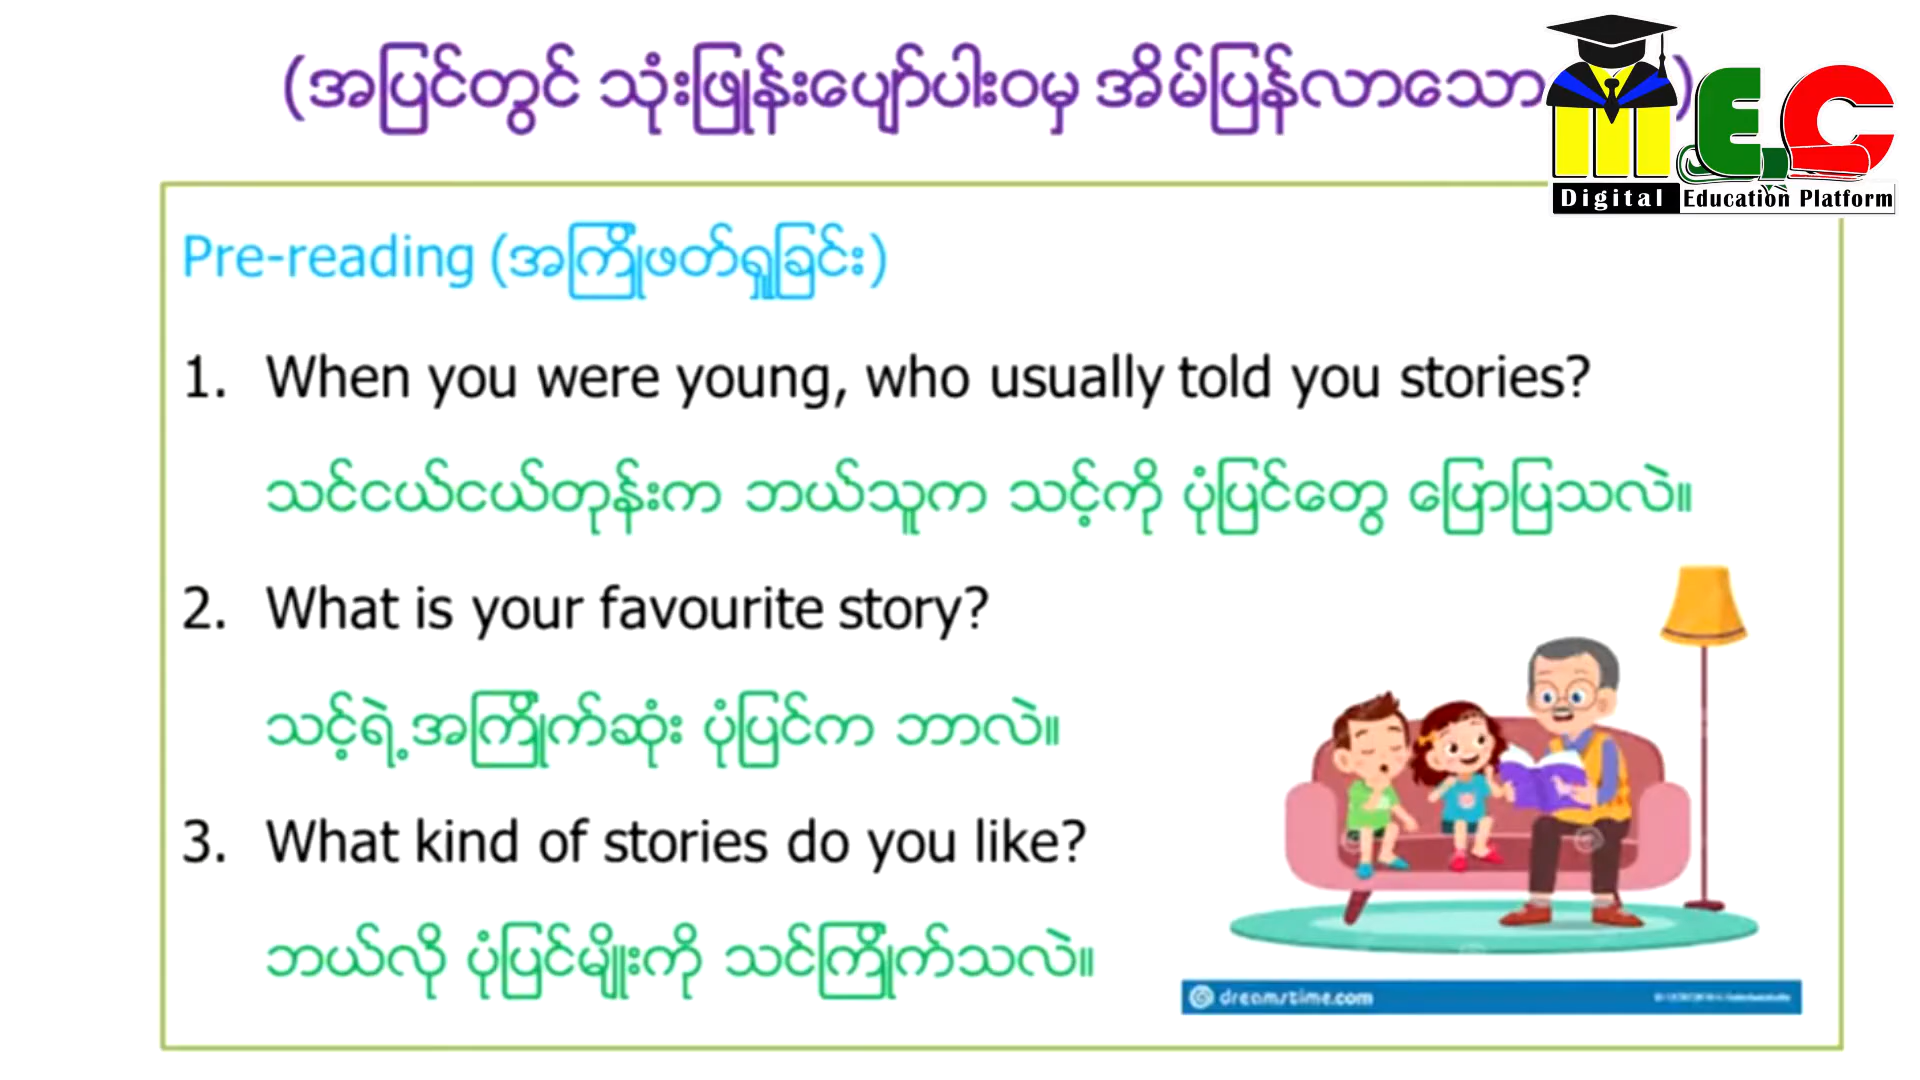 (အပြင်တွင် သုံးဖြုန်းပျော်ပါးဝမှ အိမ်ပြန်လာသော
MEC
Digital Education Platform
Pre-reading (အကြိုဖတ်ရှုခြင်း)
1. When you were young, who usually told you stories?
သင်ငယ်ငယ်တုန်းက ဘယ်သူက သင့်ကို ပုံပြင်တွေ ပြောပြသလဲ။
2. What is your favourite story?
သင့်ရဲ့အကြိုက်ဆုံး ပုံပြင်က ဘာလဲ။
3. What kind of stories do you like?
ဘယ်လို ပုံပြင်မျိုးကို သင်ကြိုက်သလဲ။
dreamstime.com